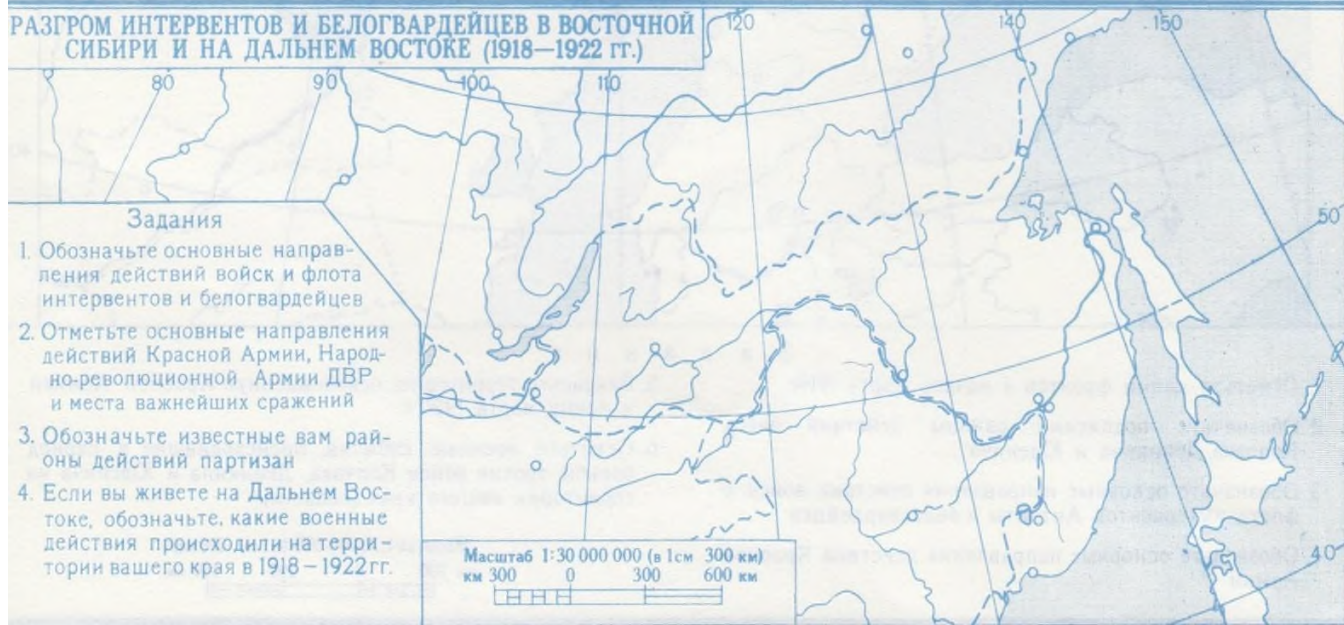 РАЗГРОМ ИНТЕРВЕНТОВ И БЕЛОГВАРДЕЙЦЕВ В ВОСТОЧНОЙ
СИБИРИ И НА ДАЛЬНЕМ ВОСТОКЕ (1918—1922 гг.)
80
90
100
110
120
140
150
50
40
Задания
1. Обозначьте основные направ-
ления действий войск и флота
интервентов и белогвардейцев
2. Отметьте основные направления
действий Красной Армии, Народ-
но-революционной Армии ДВР
и места важнейших сражений
3. Обозначьте известные вам рай-
оны действий партизан
4. Если вы живете на Дальнем Вос-
токе, обозначьте, какие военные
действия происходили на терри-
тории вашего края в 1918—1922гг.
Масштаб 1:30 000 000 (в 1см 300 км)
км 300 0 300 600 км